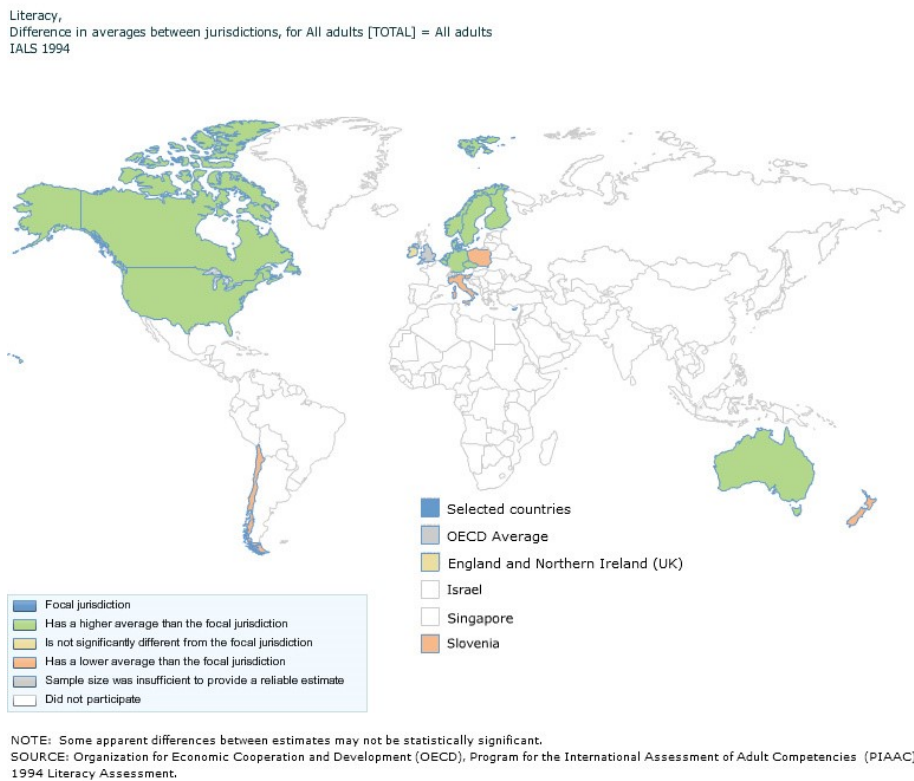 Literacy,
Difference in averages between jurisdictions, for All adults [TOTAL] = All adults
IALS 1994
Selected countries
OECD Average
England and Northern Ireland (UK)
Israel
Singapore
Slovenia
Focal jurisdiction
Has a higher average than the focal jurisdiction
Is not significantly different from the focal jurisdiction
Has a lower average than the focal jurisdiction
Sample size was insufficient to provide a reliable estimate
Did not participate
NOTE: Some apparent differences between estimates may not be statistically significant.
SOURCE: Organization for Economic Cooperation and Development (OECD), Program for the International Assessment of Adult Competencies (PIAAC)
1994 Literacy Assessment.